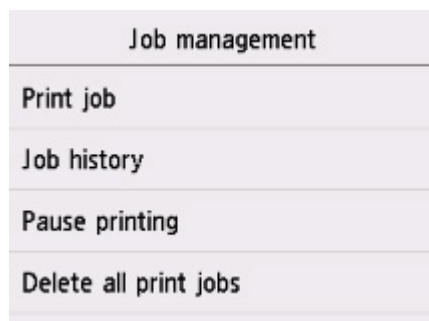 Job management
Print job
Job history
Pause printing
Delete all print jobs